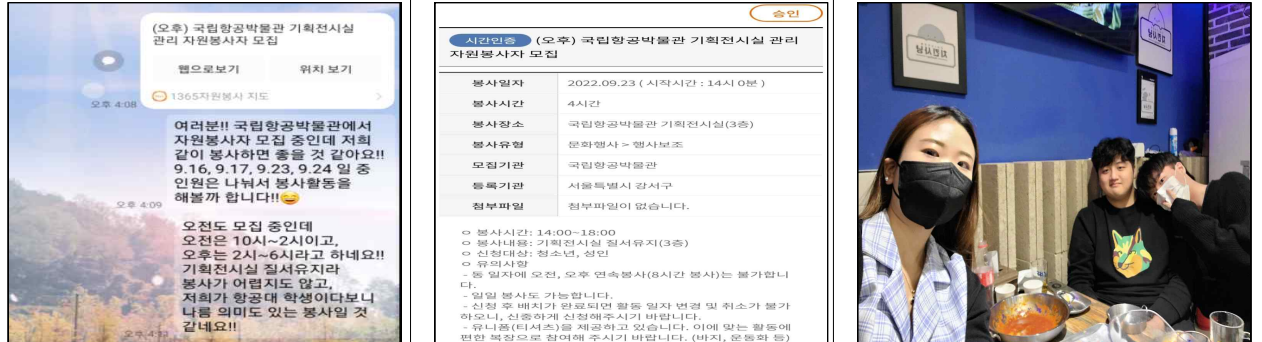 (오후) 국립항공박물관 기획전시실
관리 자원봉사자 모집
웹으로보기 위치 보기
1365자원봉사 지도
오후 4:08
여러분!! 국립항공박물관에서
자원봉사자 모집 중인데 저희
같이 봉사하면 좋을 것 같아요!!
9.16, 9.17, 9.23, 9.24 일 중
인원은 나눠서 봉사활동을
해볼까 합니다!!😄
오후 4:09
오전도 모집 중인데
오전은 10시~2시이고,
오후는 2시~6시라고 하네요!!
기획전시실 질서유지라
봉사가 어렵지도 않고,
저희가 항공대 학생이다보니
나름 의미도 있는 봉사일 것
같네요!!
승인
시간인증 (오후) 국립항공박물관 기획전시실 관리
자원봉사자 모집
봉사일자 2022.09.23 ( 시작시간 : 14시 0분 )
봉사시간 4시간
봉사장소 국립항공박물관 기획전시실(3층)
봉사유형 문화행사 > 행사보조
모집기관 국립항공박물관
등록기관 서울특별시 강서구
첨부파일 첨부파일이 없습니다.
ㅇ 봉사시간: 14:00~18:00
ㅇ 봉사내용: 기획전시실 질서유지(3층)
ㅇ 신청대상: 청소년, 성인
ㅇ 유의사항
- 동 일자에 오전, 오후 연속봉사(8시간 봉사)는 불가합니
다.
- 일일 봉사도 가능합니다.
- 신청 후 배치가 완료되면 활동 일자 변경 및 취소가 불가
하오니, 신중하게 신청해주시기 바랍니다.
- 유니폼(티셔츠)을 제공하고 있습니다. 이에 맞는 활동에
편한 복장으로 참여해 주시기 바랍니다. (바지, 운동화 등)